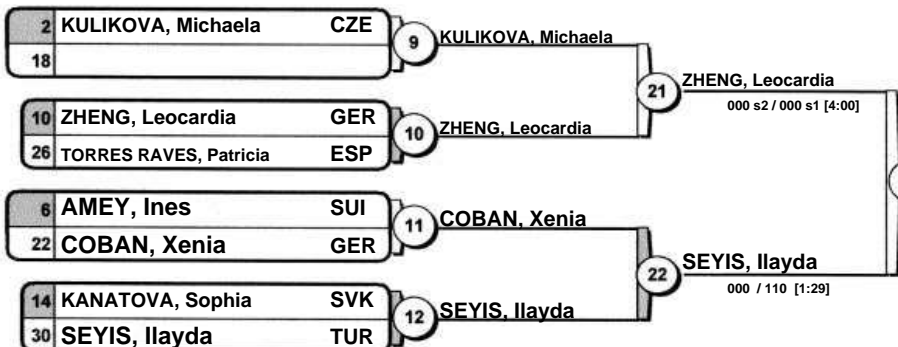 2 KULIKOVA, Michaela CZE
18
9
KULIKOVA, Michaela
10 ZHENG, Leocardia GER
26 TORRES RAVES, Patricia ESP
10
ZHENG, Leocardia
21
ZHENG, Leocardia
000 s2 / 000 s1 [4:00]
6 AMEY, Ines SUI
22 COBAN, Xenia GER
11
COBAN, Xenia
14 KANATOVA, Sophia SVK
30 SEYIS, Ilayda TUR
12
SEYIS, Ilayda
22
SEYIS, Ilayda
000 / 110 [1:29]